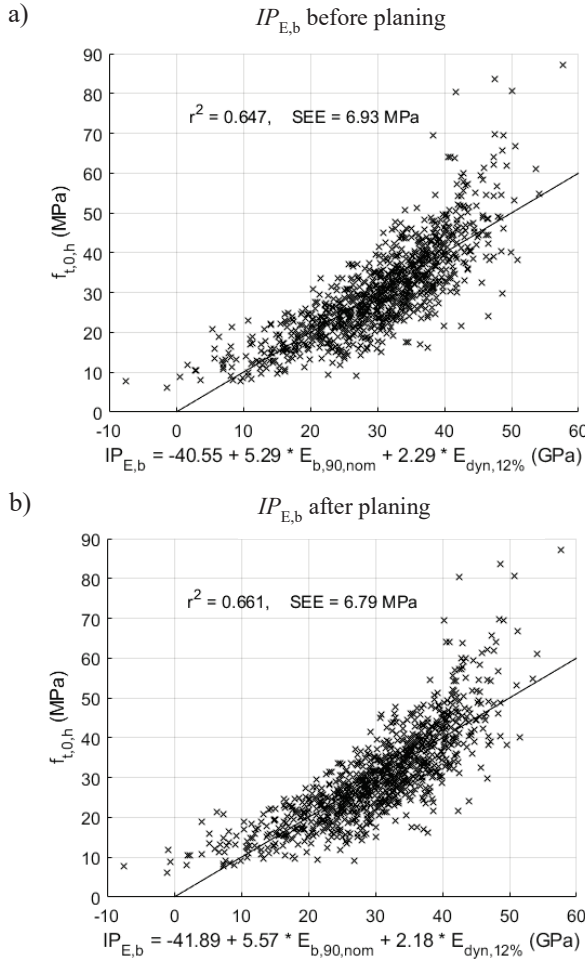 a)
IP_E,b before planing
90
80
r² = 0.647, SEE = 6.93 MPa
70
60
50
40
30
20
10
0
f_t,0,h (MPa)
-10 0 10 20 30 40 50 60
IP_E,b = -40.55 + 5.29 * E_b,90,nom + 2.29 * E_dyn,12% (GPa)
b)
IP_E,b after planing
90
80
r² = 0.661, SEE = 6.79 MPa
70
60
50
40
30
20
10
0
f_t,0,h (MPa)
-10 0 10 20 30 40 50 60
IP_E,b = -41.89 + 5.57 * E_b,90,nom + 2.18 * E_dyn,12% (GPa)